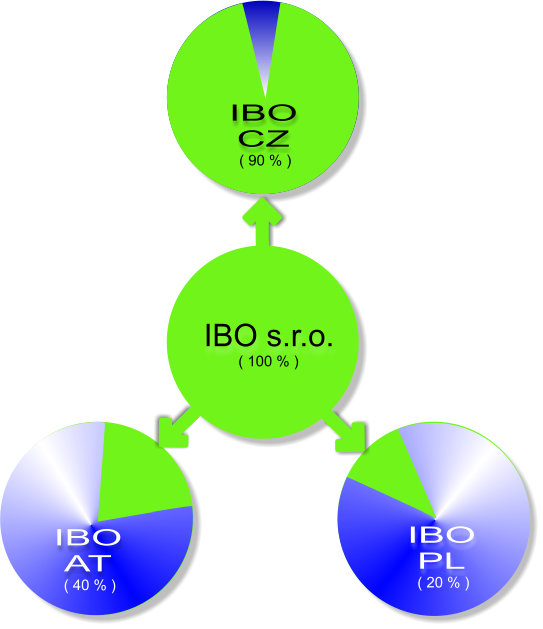 IBO
CZ
( 90 % )
IBO s.r.o.
( 100 % )
IBO
AT
( 40 % )
IBO
PL
( 20 % )